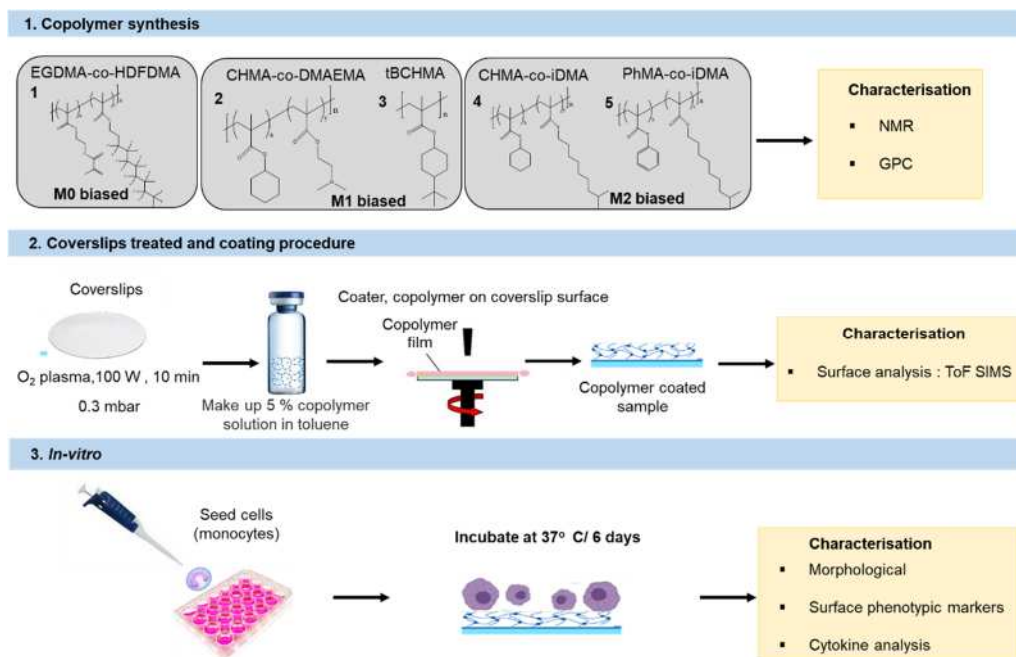 1. Copolymer synthesis
EGDMA-co-HDFDMA
1
M0 biased
CHMA-co-DMAEMA
tBCHMA
2
3
M1 biased
CHMA-co-iDMA
PhMA-co-iDMA
4
5
M2 biased
Characterisation
▪ NMR
▪ GPC
2. Coverslips treated and coating procedure
Coverslips
O₂ plasma,100 W , 10 min
0.3 mbar
Make up 5 % copolymer
solution in toluene
Coater, copolymer on coverslip surface
Copolymer
film
Copolymer coated
sample
Characterisation
▪ Surface analysis : ToF SIMS
3. In-vitro
Seed cells
(monocytes)
Incubate at 37° C/ 6 days
Characterisation
▪ Morphological
▪ Surface phenotypic markers
▪ Cytokine analysis